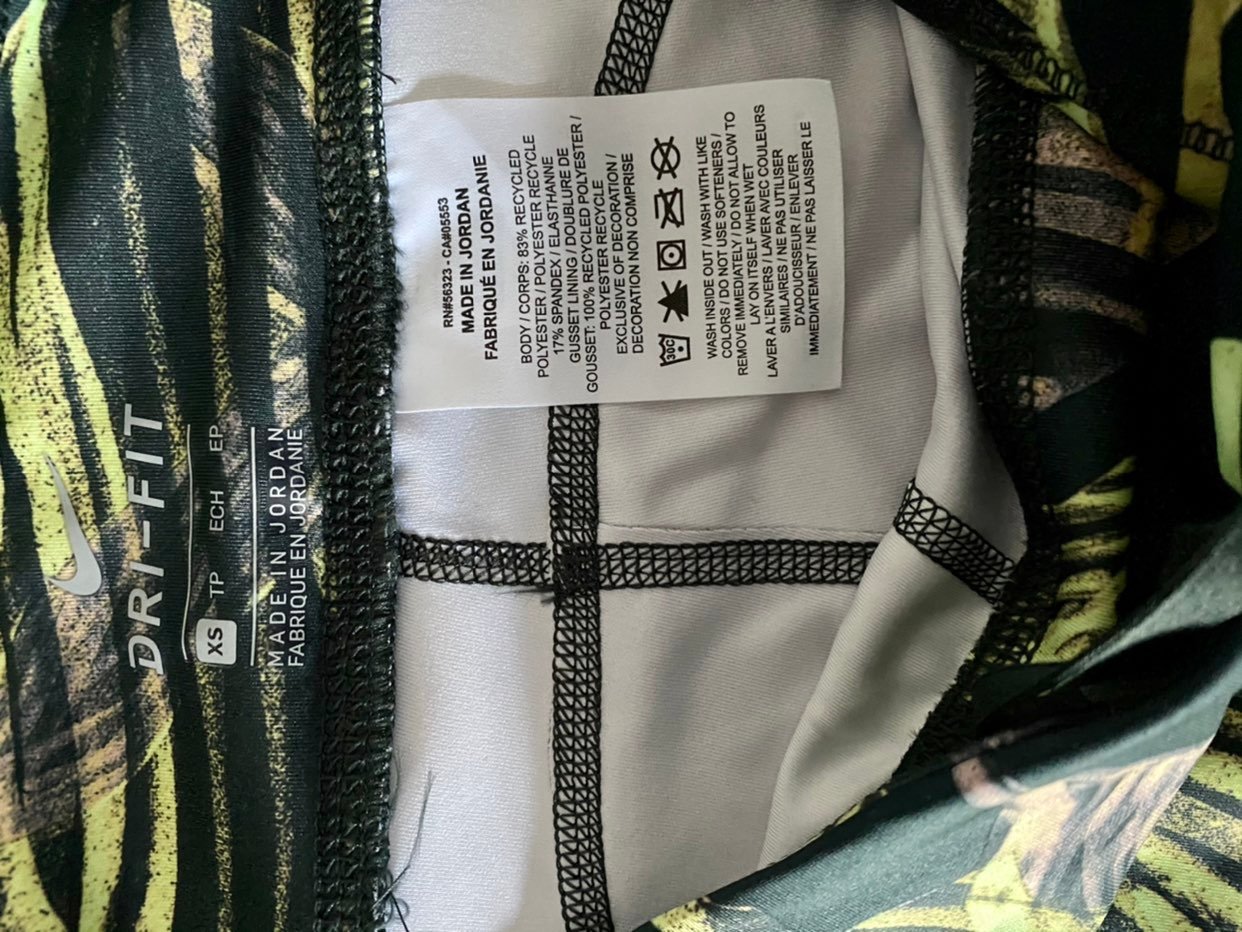 DRI-FIT
XS TP ECH EP
MADE IN JORDAN
FABRIQUÉ EN JORDANIE
RN#56323 - CA#05553
MADE IN JORDAN
FABRIQUÉ EN JORDANIE
BODY / CORPS: 83% RECYCLED
POLYESTER / POLYESTER RECYCLE
17% SPANDEX / ELASTHANNE
GUSSET LINING / DOUBLURE DE
GOUSSET: 100% RECYCLED POLYESTER /
POLYESTER RECYCLE
EXCLUSIVE OF DECORATION /
DECORATION NON COMPRISE
30C
WASH INSIDE OUT / WASH WITH LIKE
COLORS / DO NOT USE SOFTENERS /
REMOVE IMMEDIATELY / DO NOT ALLOW TO
LAY ON ITSELF WHEN WET
LAVER A L'ENVERS / LAVER AVEC COULEURS
SIMILAIRES / NE PAS UTILISER
D'ADOUCISSEUR / ENLEVER
IMMEDIATEMENT / NE PAS LAISSER LE